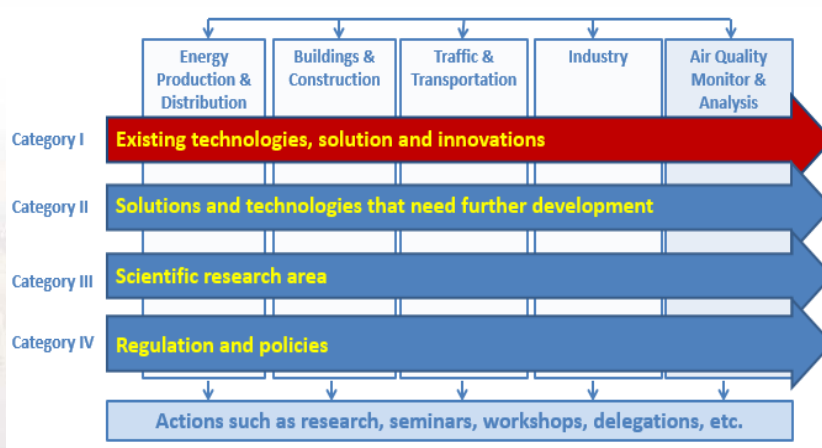 Energy
Production &
Distribution
Buildings &
Construction
Traffic &
Transportation
Industry
Air Quality
Monitor &
Analysis
Category I
Existing technologies, solution and innovations
Category II
Solutions and technologies that need further development
Category III
Scientific research area
Category IV
Regulation and policies
Actions such as research, seminars, workshops, delegations, etc.